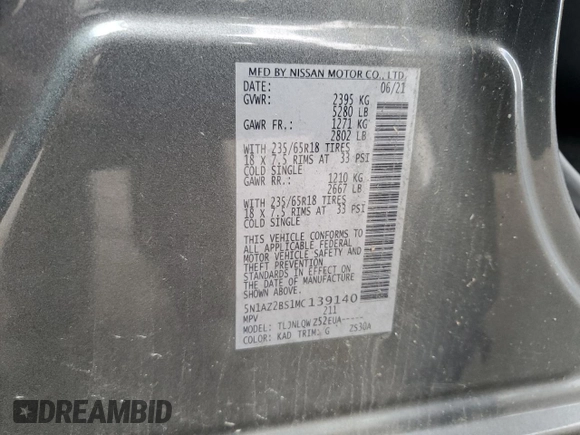 MFD BY NISSAN MOTOR CO., LTD.
DATE: 06/21
GVWR: 2395 KG
5280 LB
GAWR FR.: 1271 KG
2802 LB
WITH 235/65R18 TIRES
18 X 7.5 RIMS AT 33 PSI
COLD SINGLE
GAWR RR.: 1210 KG
2667 LB
WITH 235/65R18 TIRES
18 X 7.5 RIMS AT 33 PSI
COLD SINGLE
THIS VEHICLE CONFORMS TO
ALL APPLICABLE FEDERAL
MOTOR VEHICLE SAFETY AND
THEFT PREVENTION
STANDARDS IN EFFECT ON
THE DATE OF MANUFACTURE
SHOWN ABOVE.
5N1AZ2BS1MC139140
MPV 211
MODEL: TLJNLQWZS2EUA-----
COLOR: KAD TRIM: G ZS30A
DREAMBID